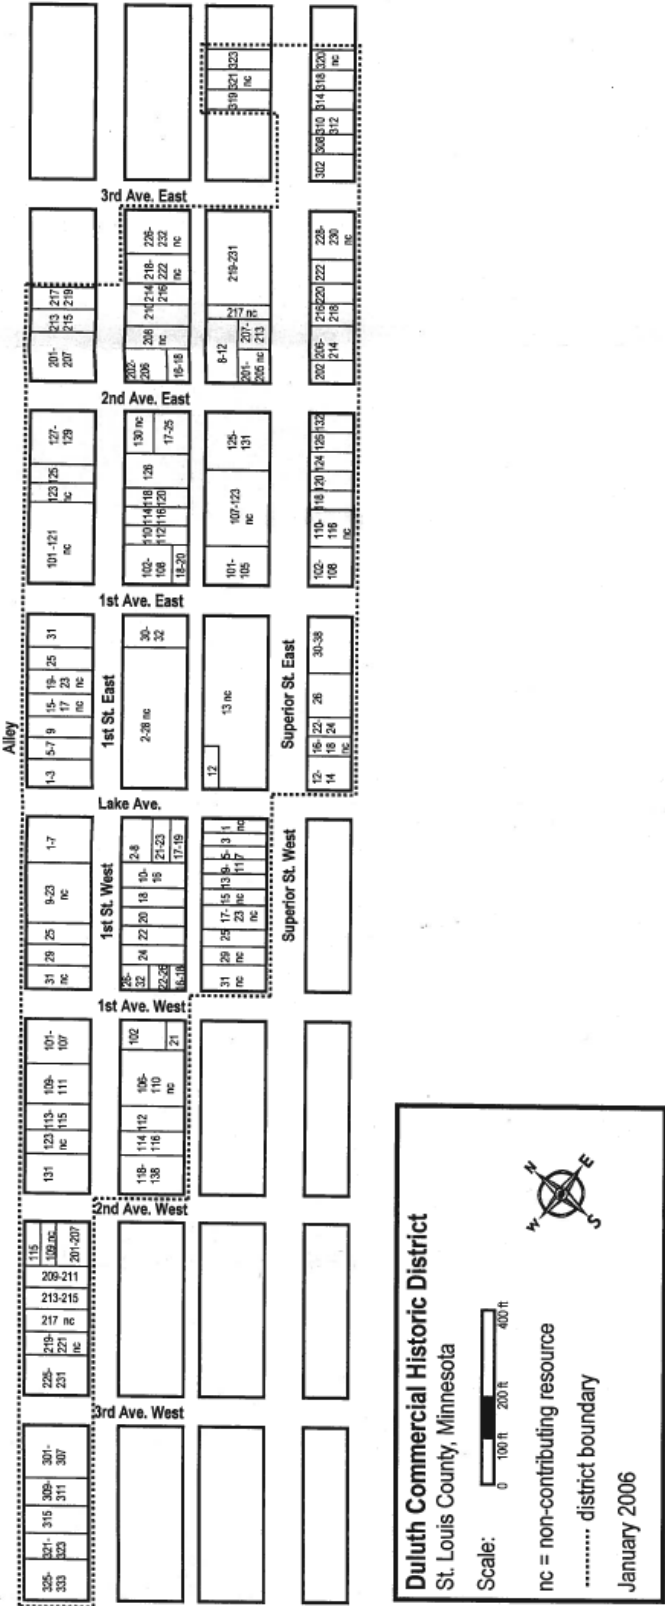 323
321
nc
319
320
nc
318
314
310
312
308
302
3rd Ave. East
217
219
213
215
201-
207
226-
232
nc
218-
222
nc
214
216
210
208
nc
202-
206
16-18
219-231
217 nc
207-
213
8-12
201-
205 nc
228-
230
nc
222
220
218
216
206-
214
202
2nd Ave. East
127-
129
125
123
nc
101-121
nc
130 nc
17-25
126
118
120
114
116
110
112
102-
108
18-20
125-
131
107-123
nc
101-
105
132
126
124
120
118
110-
116
nc
102-
108
1st Ave. East
Alley
31
25
19-
23
nc
15-
17
nc
9
5-7
1-3
1st St. East
30-
32
2-28 nc
13 nc
12
Superior St. East
30-38
26
22-
24
16-
18
nc
12-
14
Lake Ave.
1-7
9-23
nc
25
29
31
nc
1st St. West
2-8
21-23
17-19
10-
16
18
20
22
24
26-
32
22-26
16-18
1
nc
3
5-
7
9-
11
13
15
nc
17-
23
nc
25
29
nc
31
nc
Superior St. West
1st Ave. West
101-
107
109-
111
113-
115
123
nc
131
102
21
106-
110
nc
112
114
116
118-
138
2nd Ave. West
115
109 nc
201-207
209-211
213-215
217 nc
219-
221
nc
225-
231
3rd Ave. West
301-
307
309-
311
315
321-
323
325-
333
Duluth Commercial Historic District
St. Louis County, Minnesota
Scale:
0 100 ft 200 ft 400 ft
N
E
S
W
nc = non-contributing resource
district boundary
January 2006